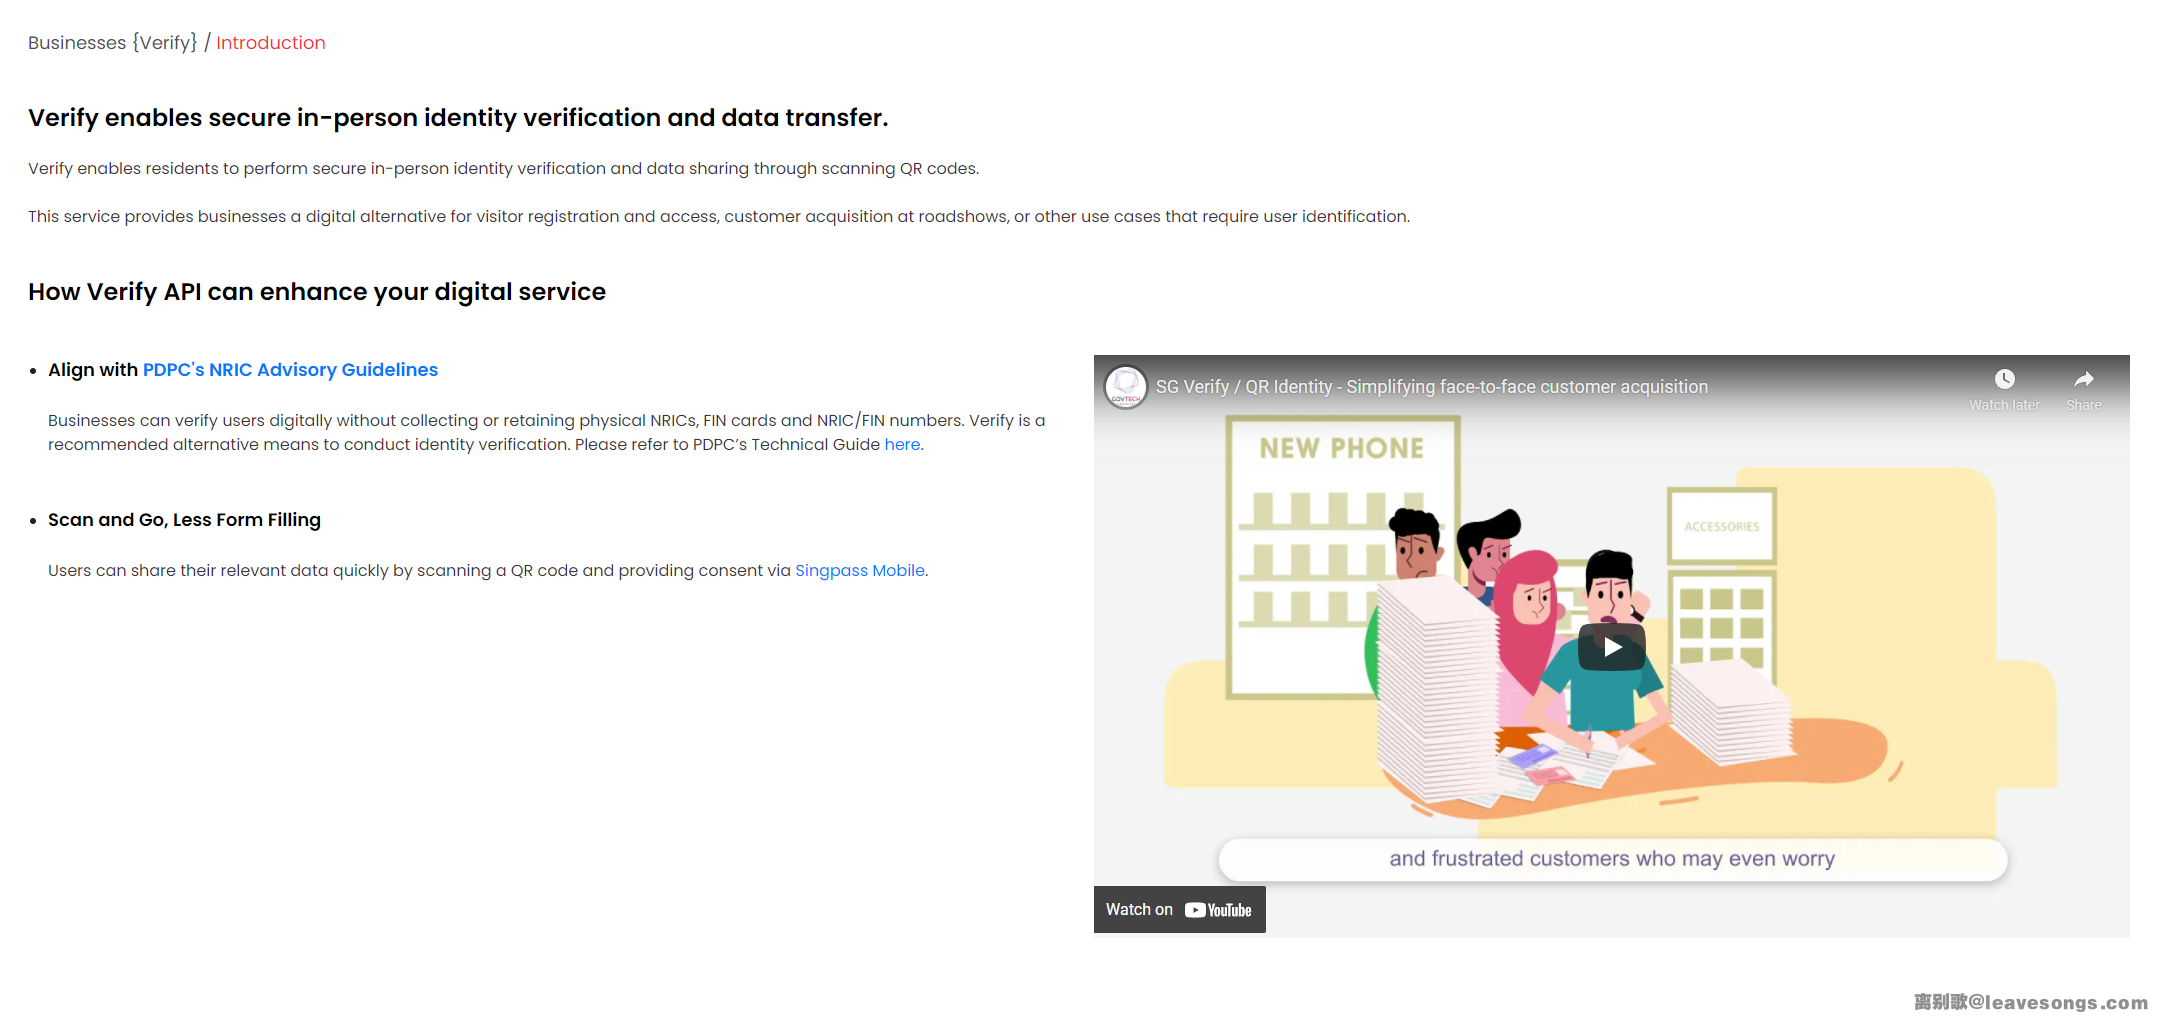 Businesses {Verify} / Introduction
Verify enables secure in-person identity verification and data transfer.
Verify enables residents to perform secure in-person identity verification and data sharing through scanning QR codes.
This service provides businesses a digital alternative for visitor registration and access, customer acquisition at roadshows, or other use cases that require user identification.
How Verify API can enhance your digital service
Align with PDPC's NRIC Advisory Guidelines
Businesses can verify users digitally without collecting or retaining physical NRICs, FIN cards and NRIC/FIN numbers. Verify is a
recommended alternative means to conduct identity verification. Please refer to PDPC’s Technical Guide here.
Scan and Go, Less Form Filling
Users can share their relevant data quickly by scanning a QR code and providing consent via Singpass Mobile.
GOVTECH
SG Verify / QR Identity - Simplifying face-to-face customer acquisition
Watch later
Share
NEW PHONE
ACCESSORIES
and frustrated customers who may even worry
Watch on YouTube
离别歌@leavesongs.com